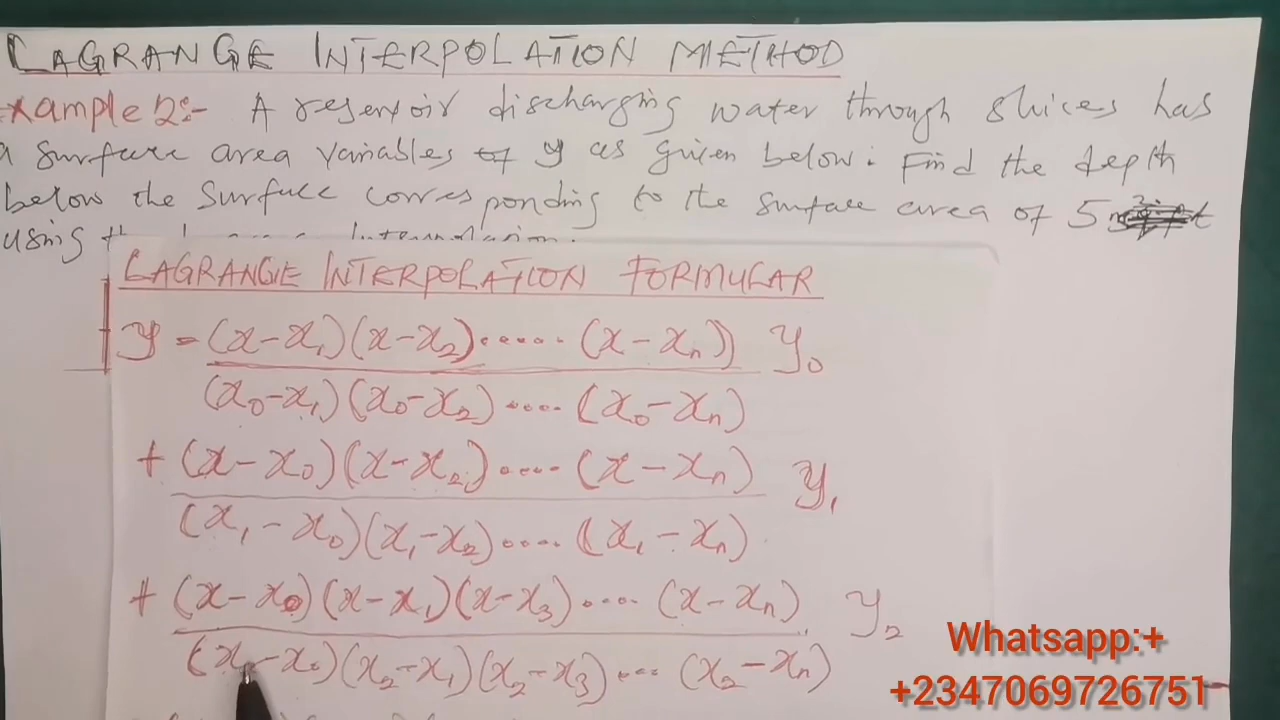 LAGRANGE INTERPOLATION METHOD
Example 2:- A reservoir discharging water through sluices has
a surface area variables of y as given below: Find the depth
below the surface corresponding to the surface area of 5
using
LAGRANGE INTERPOLATION FORMULAR
y = (x-x₁)(x-x₂).....(x-xₙ) y₀
(x₀-x₁)(x₀-x₂)....(x₀-xₙ)
+ (x-x₀)(x-x₂)....(x-xₙ) y₁
(x₁-x₀)(x₁-x₂)....(x₁-xₙ)
+ (x-x₀)(x-x₁)(x-x₃)....(x-xₙ) y₂
(x₂-x₀)(x₂-x₁)(x₂-x₃)...(x₂-xₙ)
Whatsapp:+
+2347069726751